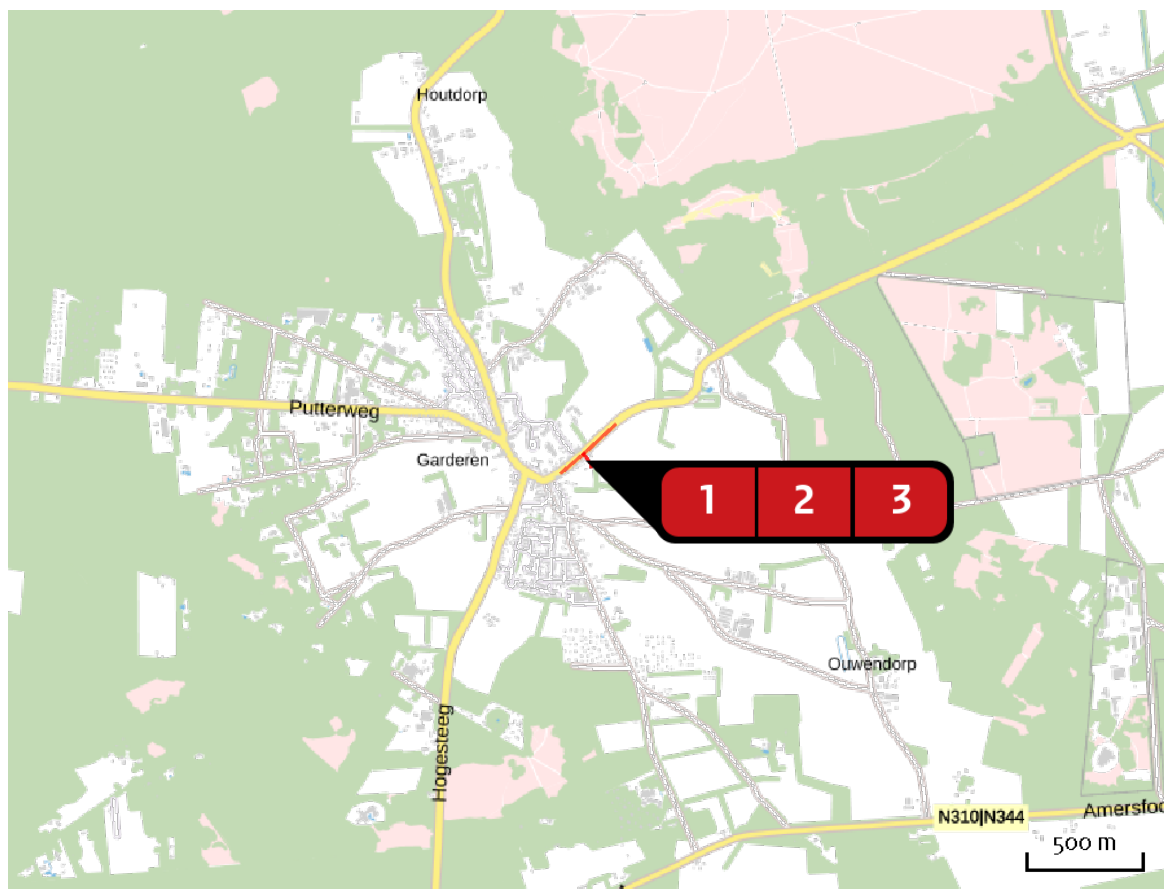 Houtdorp
Putterweg
Garderen
1 2 3
Ouwendorp
Hogesteeg
N310|N344
Amersfoo
500 m